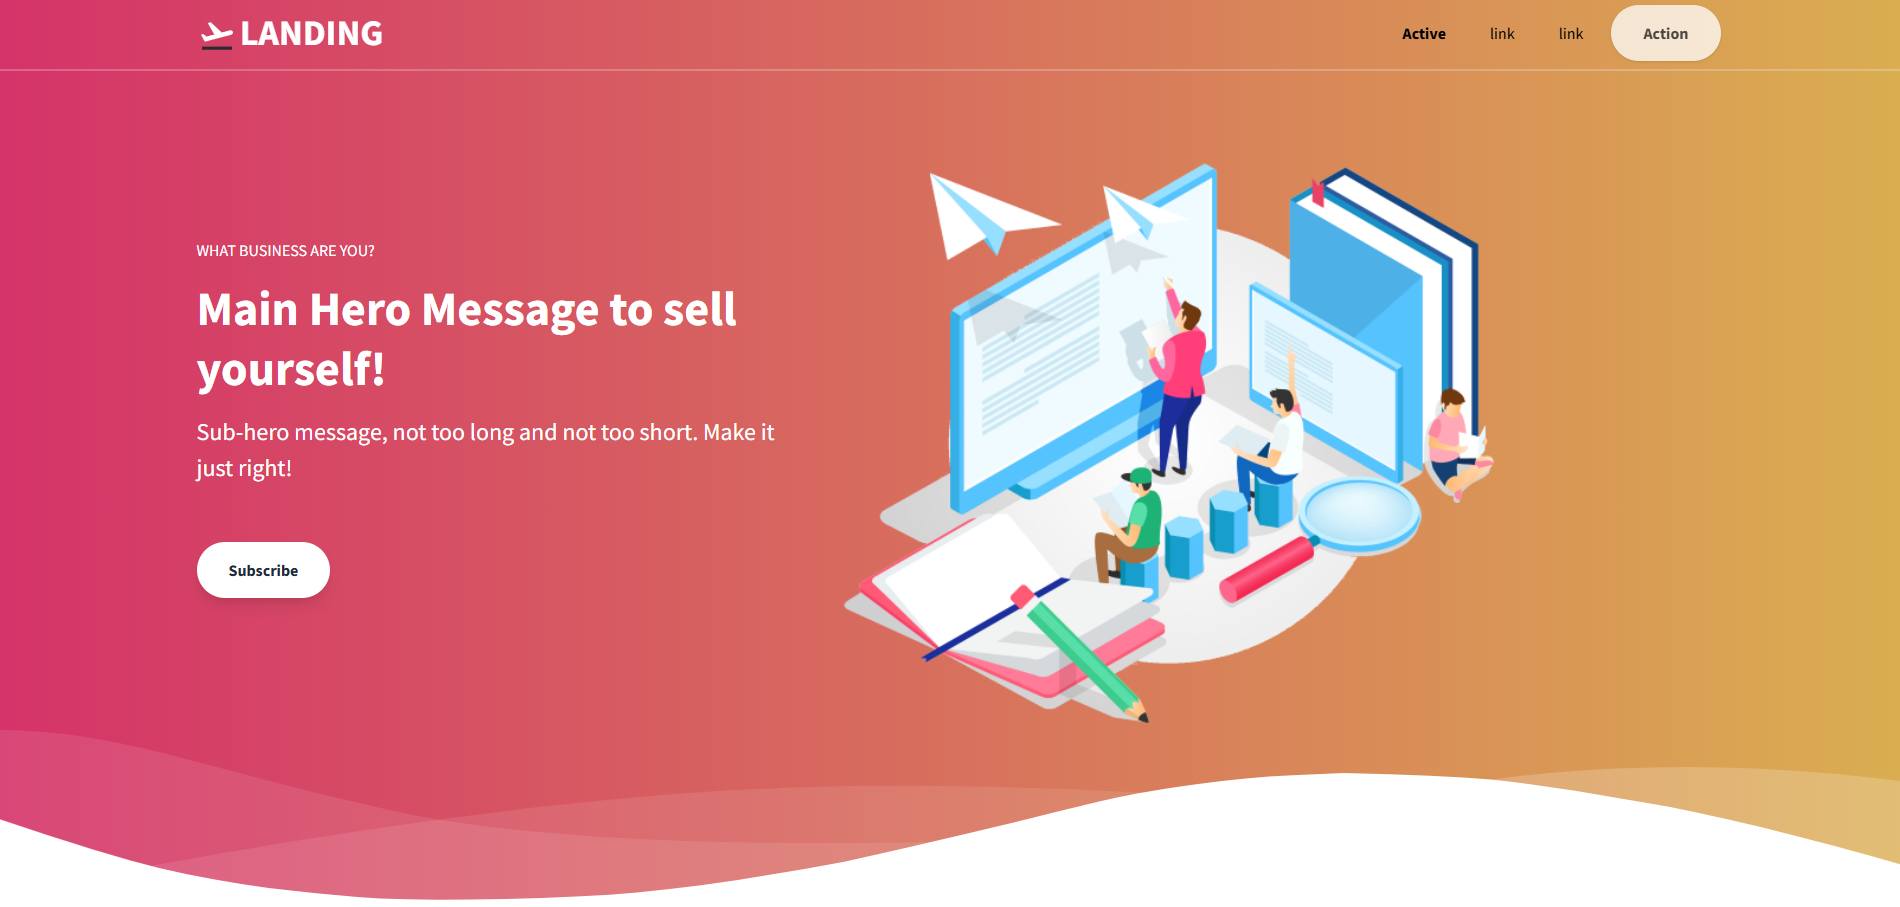 LANDING
Active
link
link
Action
WHAT BUSINESS ARE YOU?
Main Hero Message to sell
yourself!
Sub-hero message, not too long and not too short. Make it
just right!
Subscribe